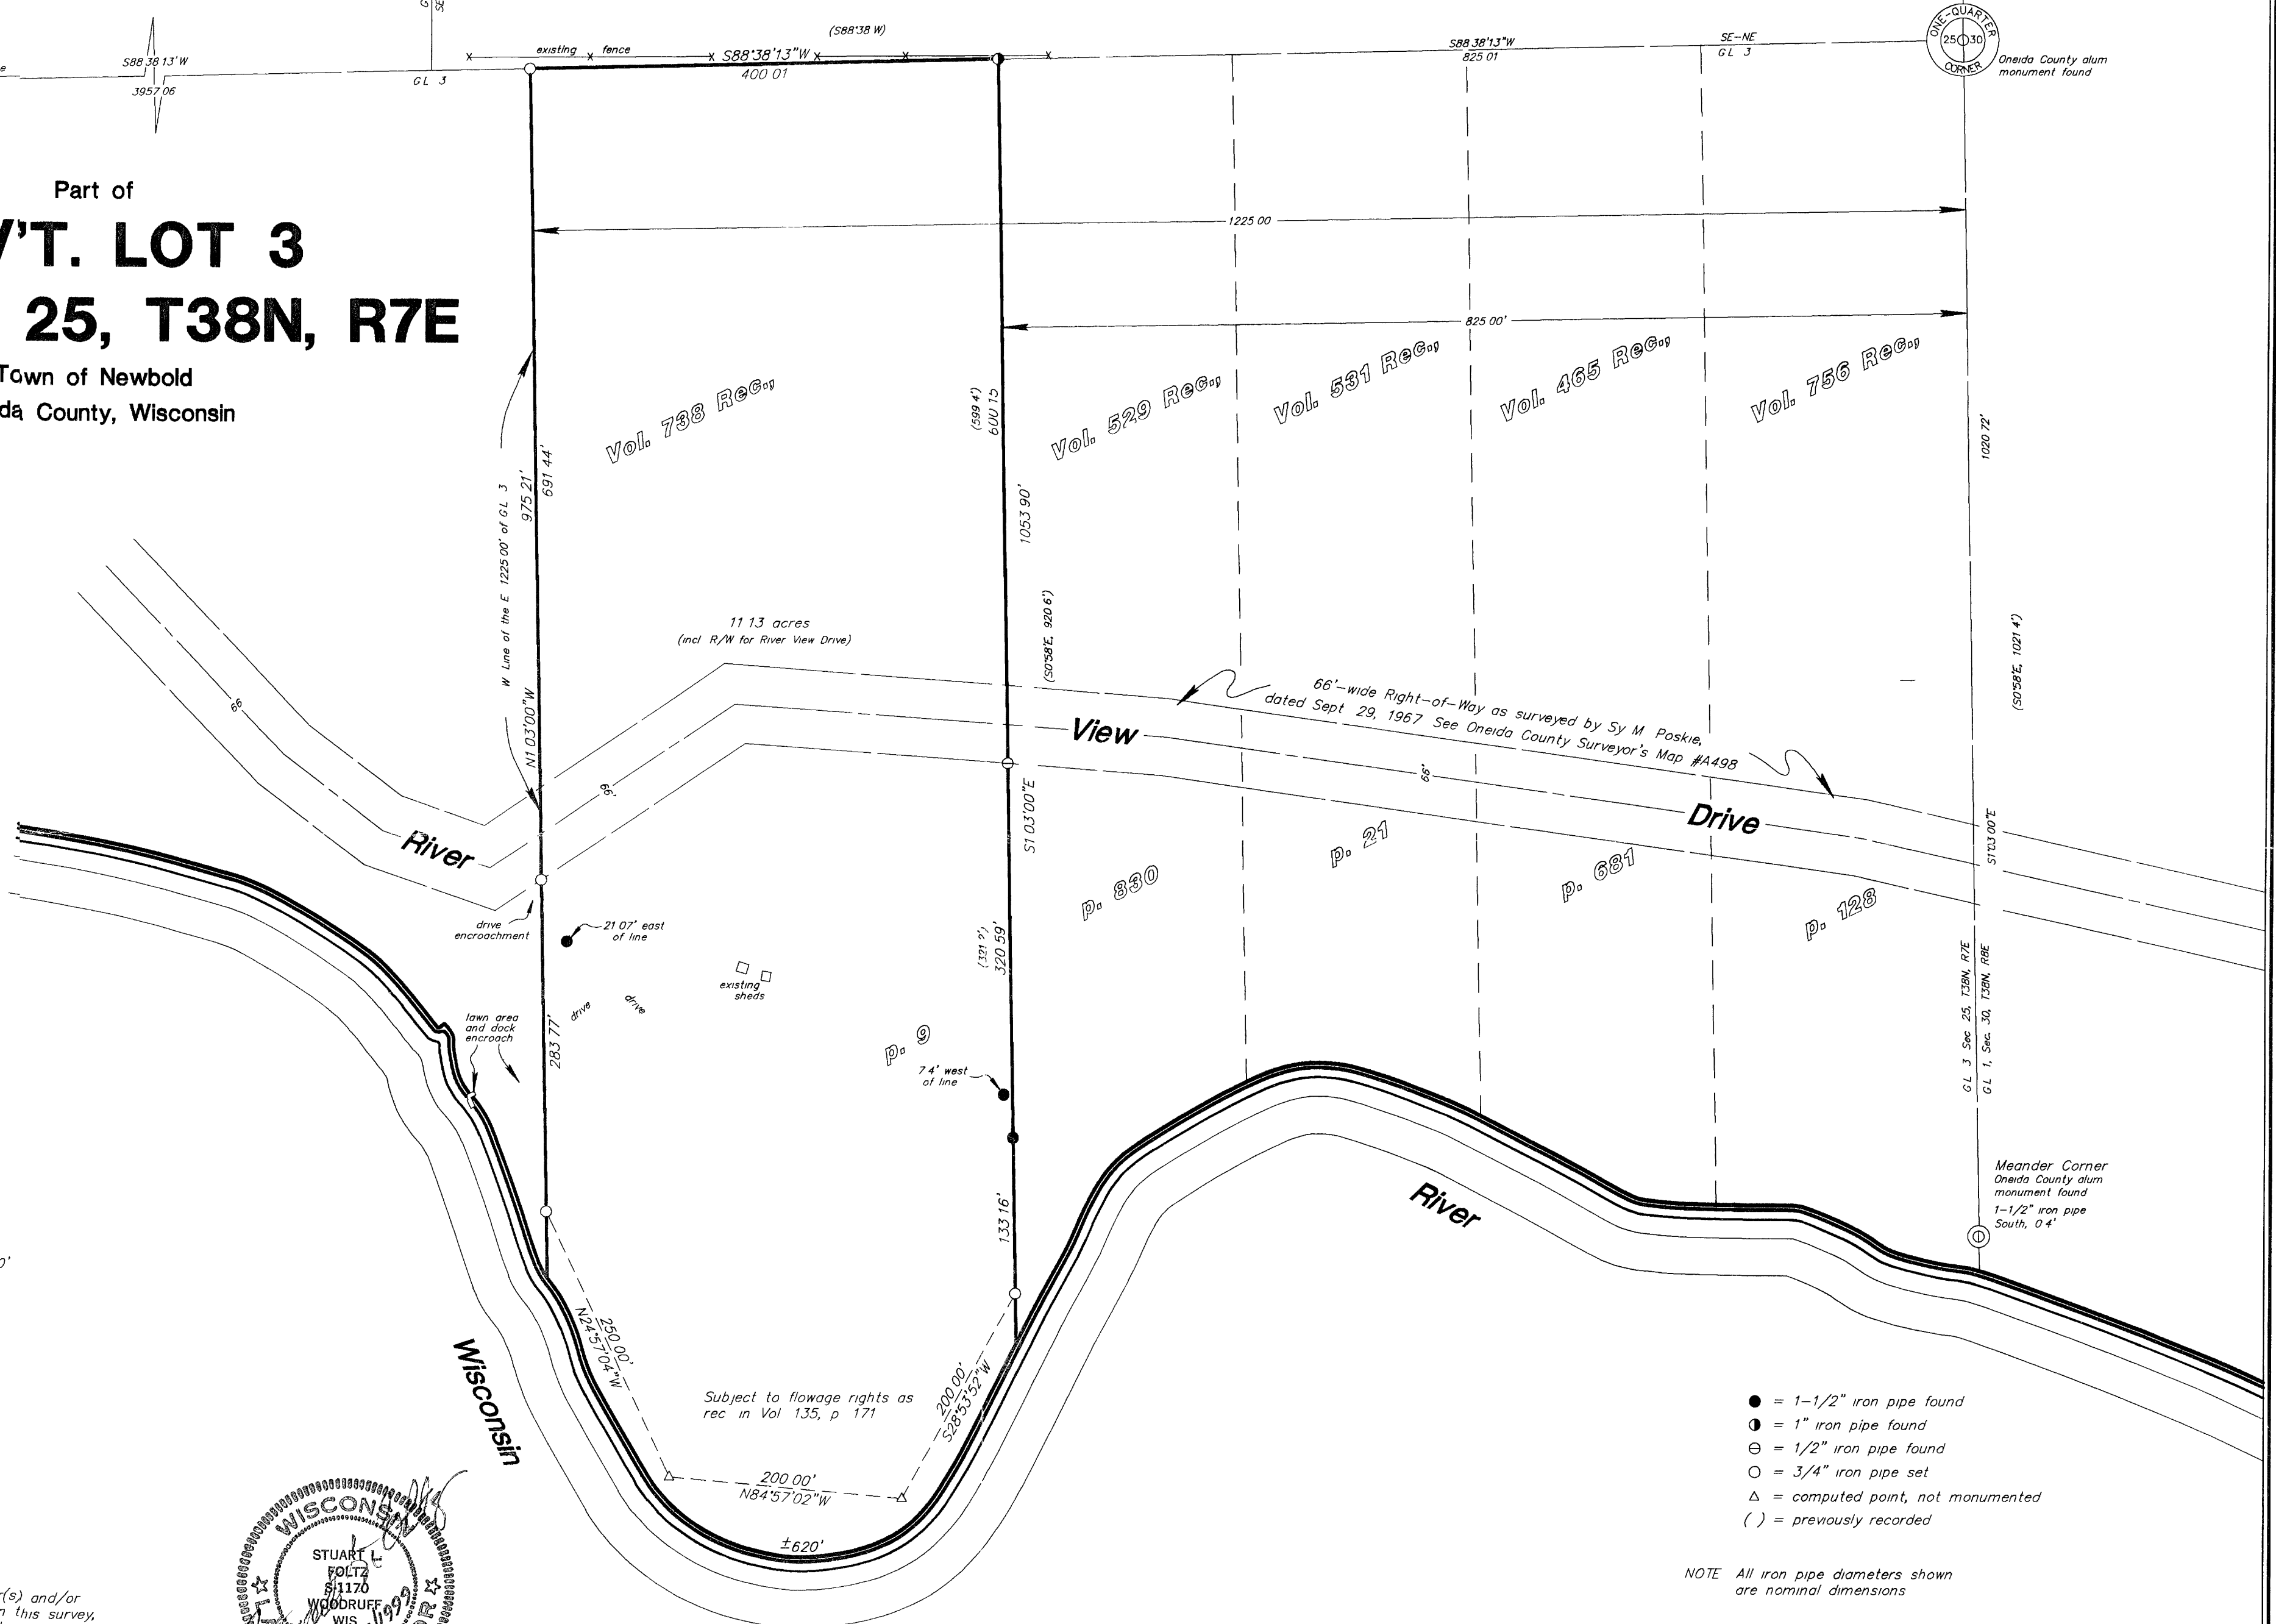 (S88°38 W)
existing fence
S88°38'13"W
400 01
S88 38 13'W
3957 06
GL 3
S88 38'13"W
825 01
SE-NE
GL 3
ONE-QUARTER
25 30
CORNER
Oneida County alum
monument found
Part of
V'T. LOT 3
25, T38N, R7E
Town of Newbold
da County, Wisconsin
1225 00
825 00'
Vol. 738 Rec.,
Vol. 529 Rec.,
Vol. 531 Rec.,
Vol. 465 Rec.,
Vol. 756 Rec.,
W Line of the E 1225 00' of GL 3
975 21'
691 44'
N1 03'00"W
(599 4')
600 15
1053 90'
(S0°58'E, 920 6')
S1 03'00"E
1020 72'
(S0°58'E, 1021 4')
S1°03 00"E
11 13 acres
(incl R/W for River View Drive)
66'-wide Right-of-Way as surveyed by Sy M Poskie,
dated Sept 29, 1967 See Oneida County Surveyor's Map #A498
66'
66'
66'
River
View
Drive
drive
encroachment
21 07' east
of line
existing
sheds
drive
drive
lawn area
and dock
encroach
283 77'
p. 9
p. 830
p. 21
p. 681
p. 128
320 59'
7 4' west
of line
133 16'
GL 3 Sec 25, T38N, R7E
GL 1, Sec. 30, T38N, R8E
Meander Corner
Oneida County alum
monument found
1-1/2" iron pipe
South, 0 4'
River
Wisconsin
250 00'
N24°57'04"W
200 00'
S28°53'52"W
200 00'
N84°57'02"W
±620'
Subject to flowage rights as
rec in Vol 135, p 171
= 1-1/2" iron pipe found
= 1" iron pipe found
= 1/2" iron pipe found
= 3/4" iron pipe set
= computed point, not monumented
( ) = previously recorded
NOTE All iron pipe diameters shown
are nominal dimensions
0'
r(s) and/or
n this survey,
WISCONSIN
STUART L.
FOLTZ
S-1170
WOODRUFF
WIS
1999